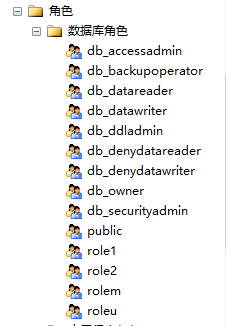 角色
数据库角色
db_accessadmin
db_backupoperator
db_datareader
db_datawriter
db_ddladmin
db_denydatareader
db_denydatawriter
db_owner
db_securityadmin
public
role1
role2
rolem
roleu